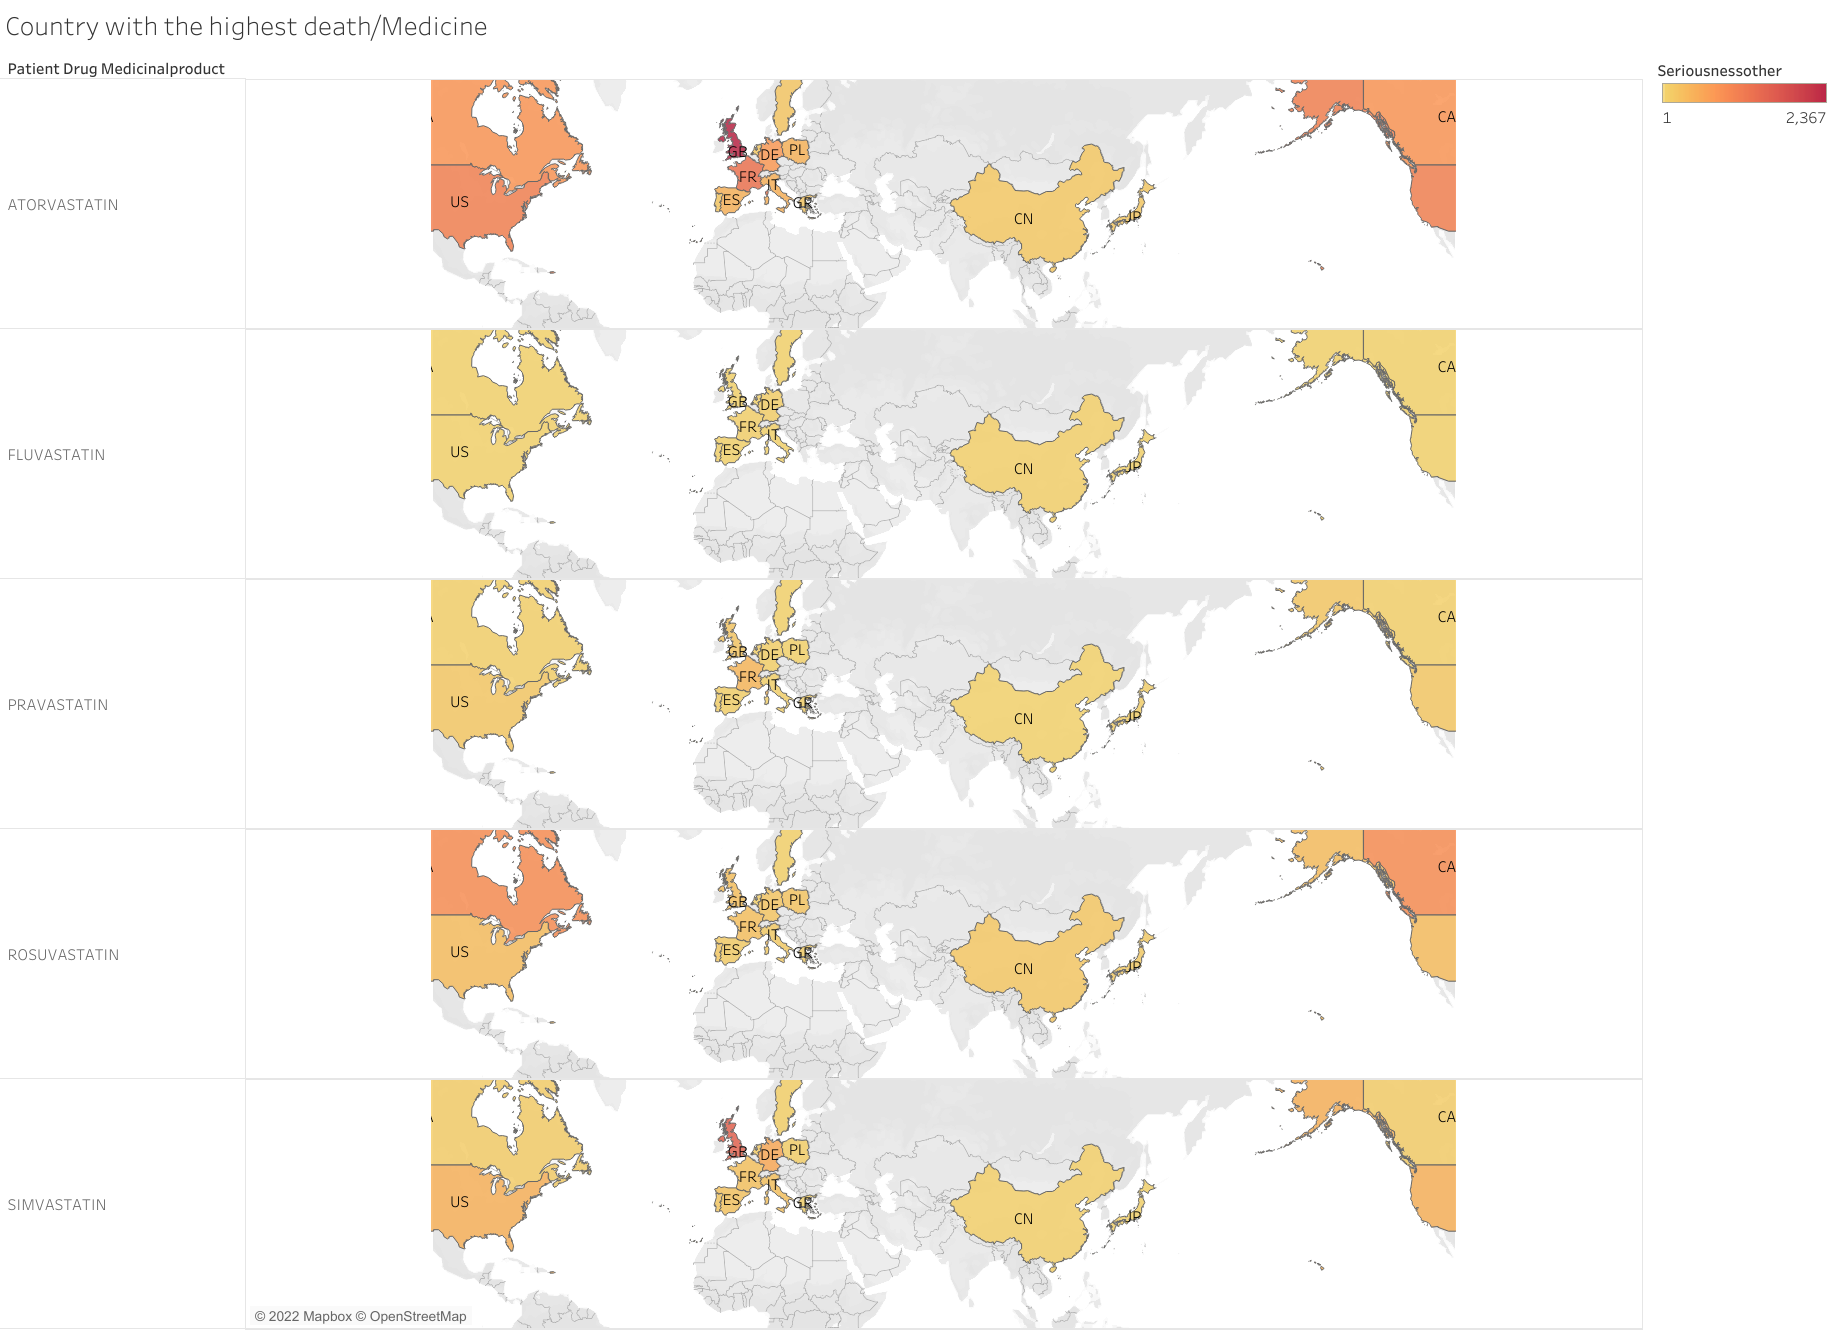 Country with the highest death/Medicine
Patient Drug Medicinalproduct
Seriousnessother
1 2,367
ATORVASTATIN
CA
GB DE PL
FR IT
US ES GR
CN JP
FLUVASTATIN
CA
GB DE
FR IT
US ES
CN JP
PRAVASTATIN
CA
GB DE PL
FR IT
US ES GR
CN JP
ROSUVASTATIN
CA
GB DE PL
FR IT
US ES GR
CN JP
SIMVASTATIN
CA
GB DE PL
FR IT
US ES GR
CN JP
© 2022 Mapbox © OpenStreetMap